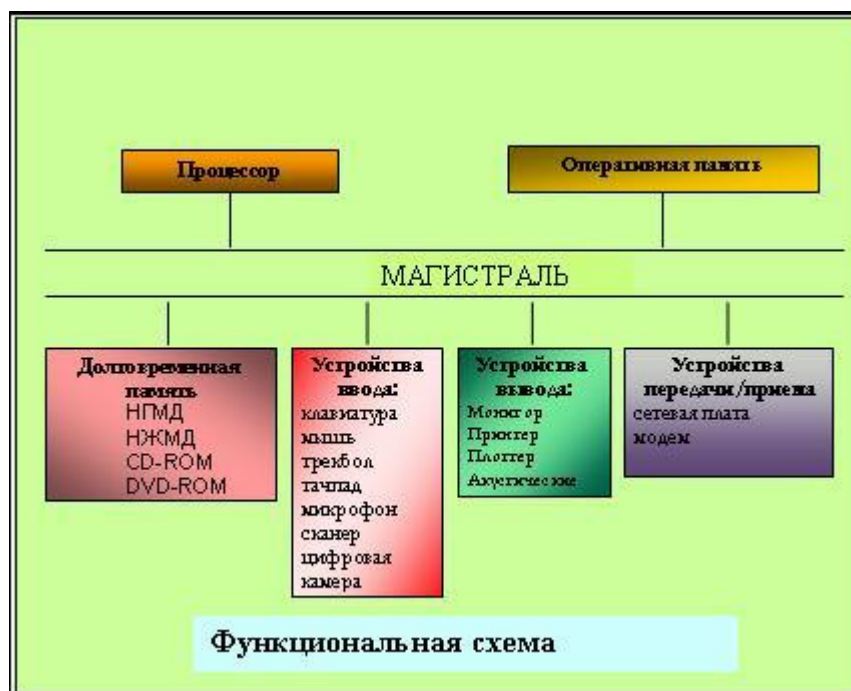 Процессор
Оперативная память
МАГИСТРАЛЬ
Долговременная
память
НГМД
НЖМД
CD-ROM
DVD-ROM
Устройства
ввода:
клавиатура
мышь
трекбол
тачпад
микрофон
сканер
цифровая
камера
Устройства
вывода:
Монитор
Принтер
Плоттер
Акустические
Устройства
передачи/приема
сетевая плата
модем
Функциональная схема